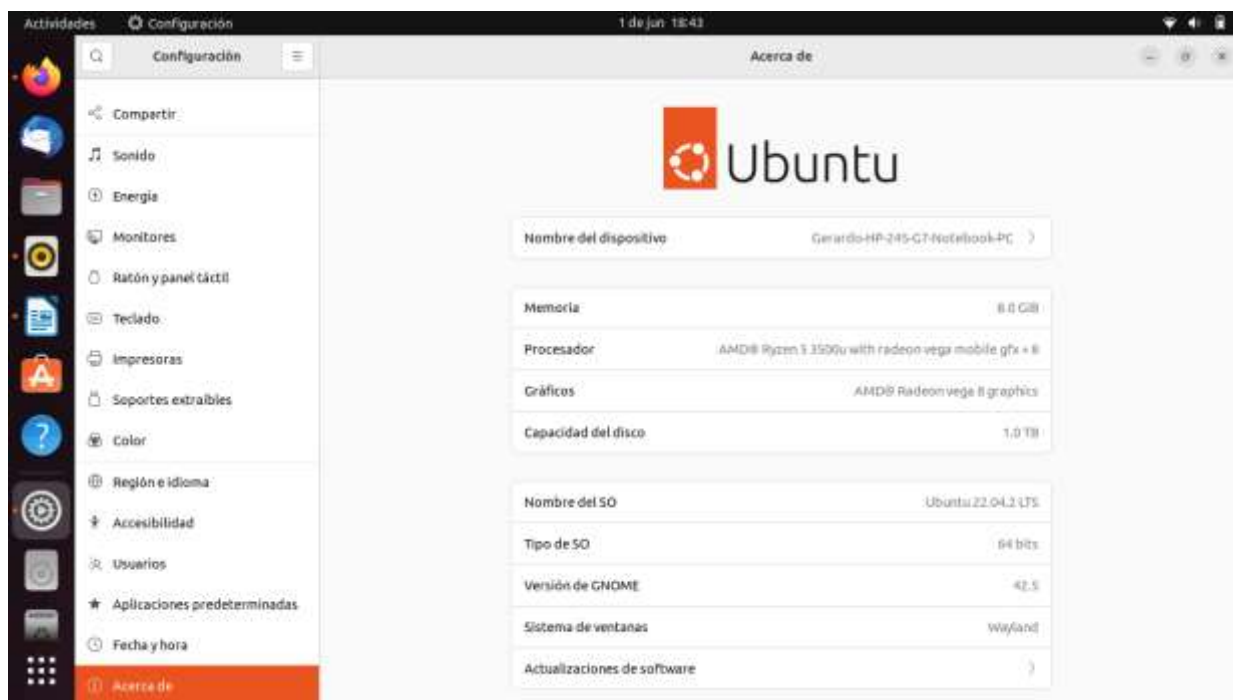 Actividades Configuración 1 de jun 18:43
Configuración Acerca de
Compartir
Sonido
Energía
Monitores
Ratón y panel táctil
Teclado
Impresoras
Soportes extraíbles
Color
Región e idioma
Accesibilidad
Usuarios
Aplicaciones predeterminadas
Fecha y hora
Acerca de
Ubuntu
Nombre del dispositivo Gerardo-HP-245-G7-Notebook-PC
Memoria 8.0 GiB
Procesador AMD® Ryzen 5 3500u with radeon vega mobile gfx × 8
Gráficos AMD® Radeon vega 8 graphics
Capacidad del disco 1.0 TB
Nombre del SO Ubuntu 22.04.2 LTS
Tipo de SO 64 bits
Versión de GNOME 42.5
Sistema de ventanas Wayland
Actualizaciones de software